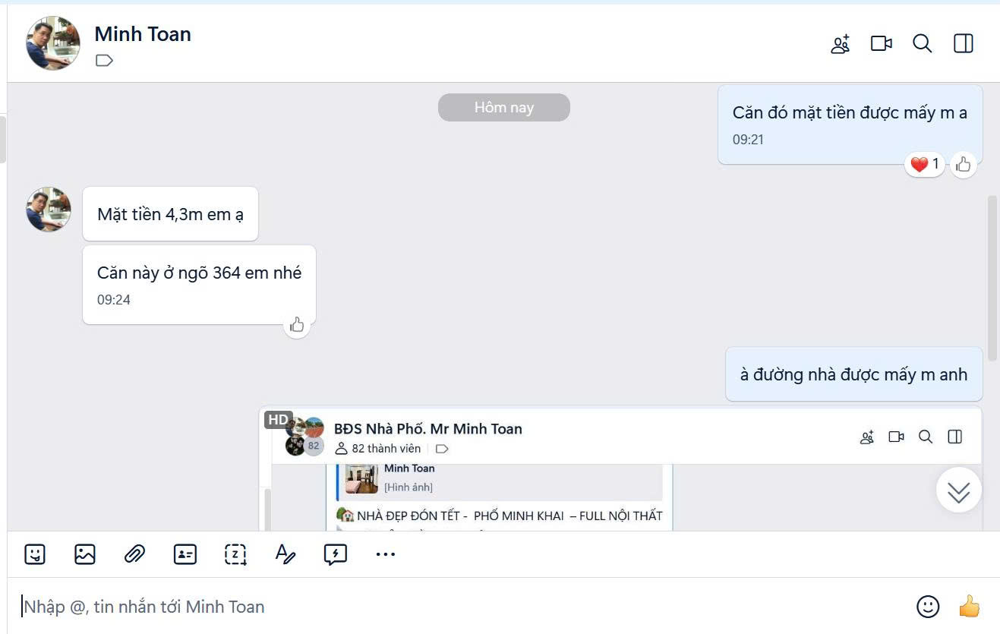 Minh Toan
Hôm nay
Căn đó mặt tiền được mấy m a
09:21
1
Mặt tiền 4,3m em ạ
Căn này ở ngõ 364 em nhé
09:24
à đường nhà được mấy m anh
HD
BĐS Nhà Phố. Mr Minh Toan
82
82 thành viên
Minh Toan
[Hình ảnh]
NHÀ ĐẸP ĐÓN TẾT - PHỐ MINH KHAI – FULL NỘI THẤT
Nhập @, tin nhắn tới Minh Toan